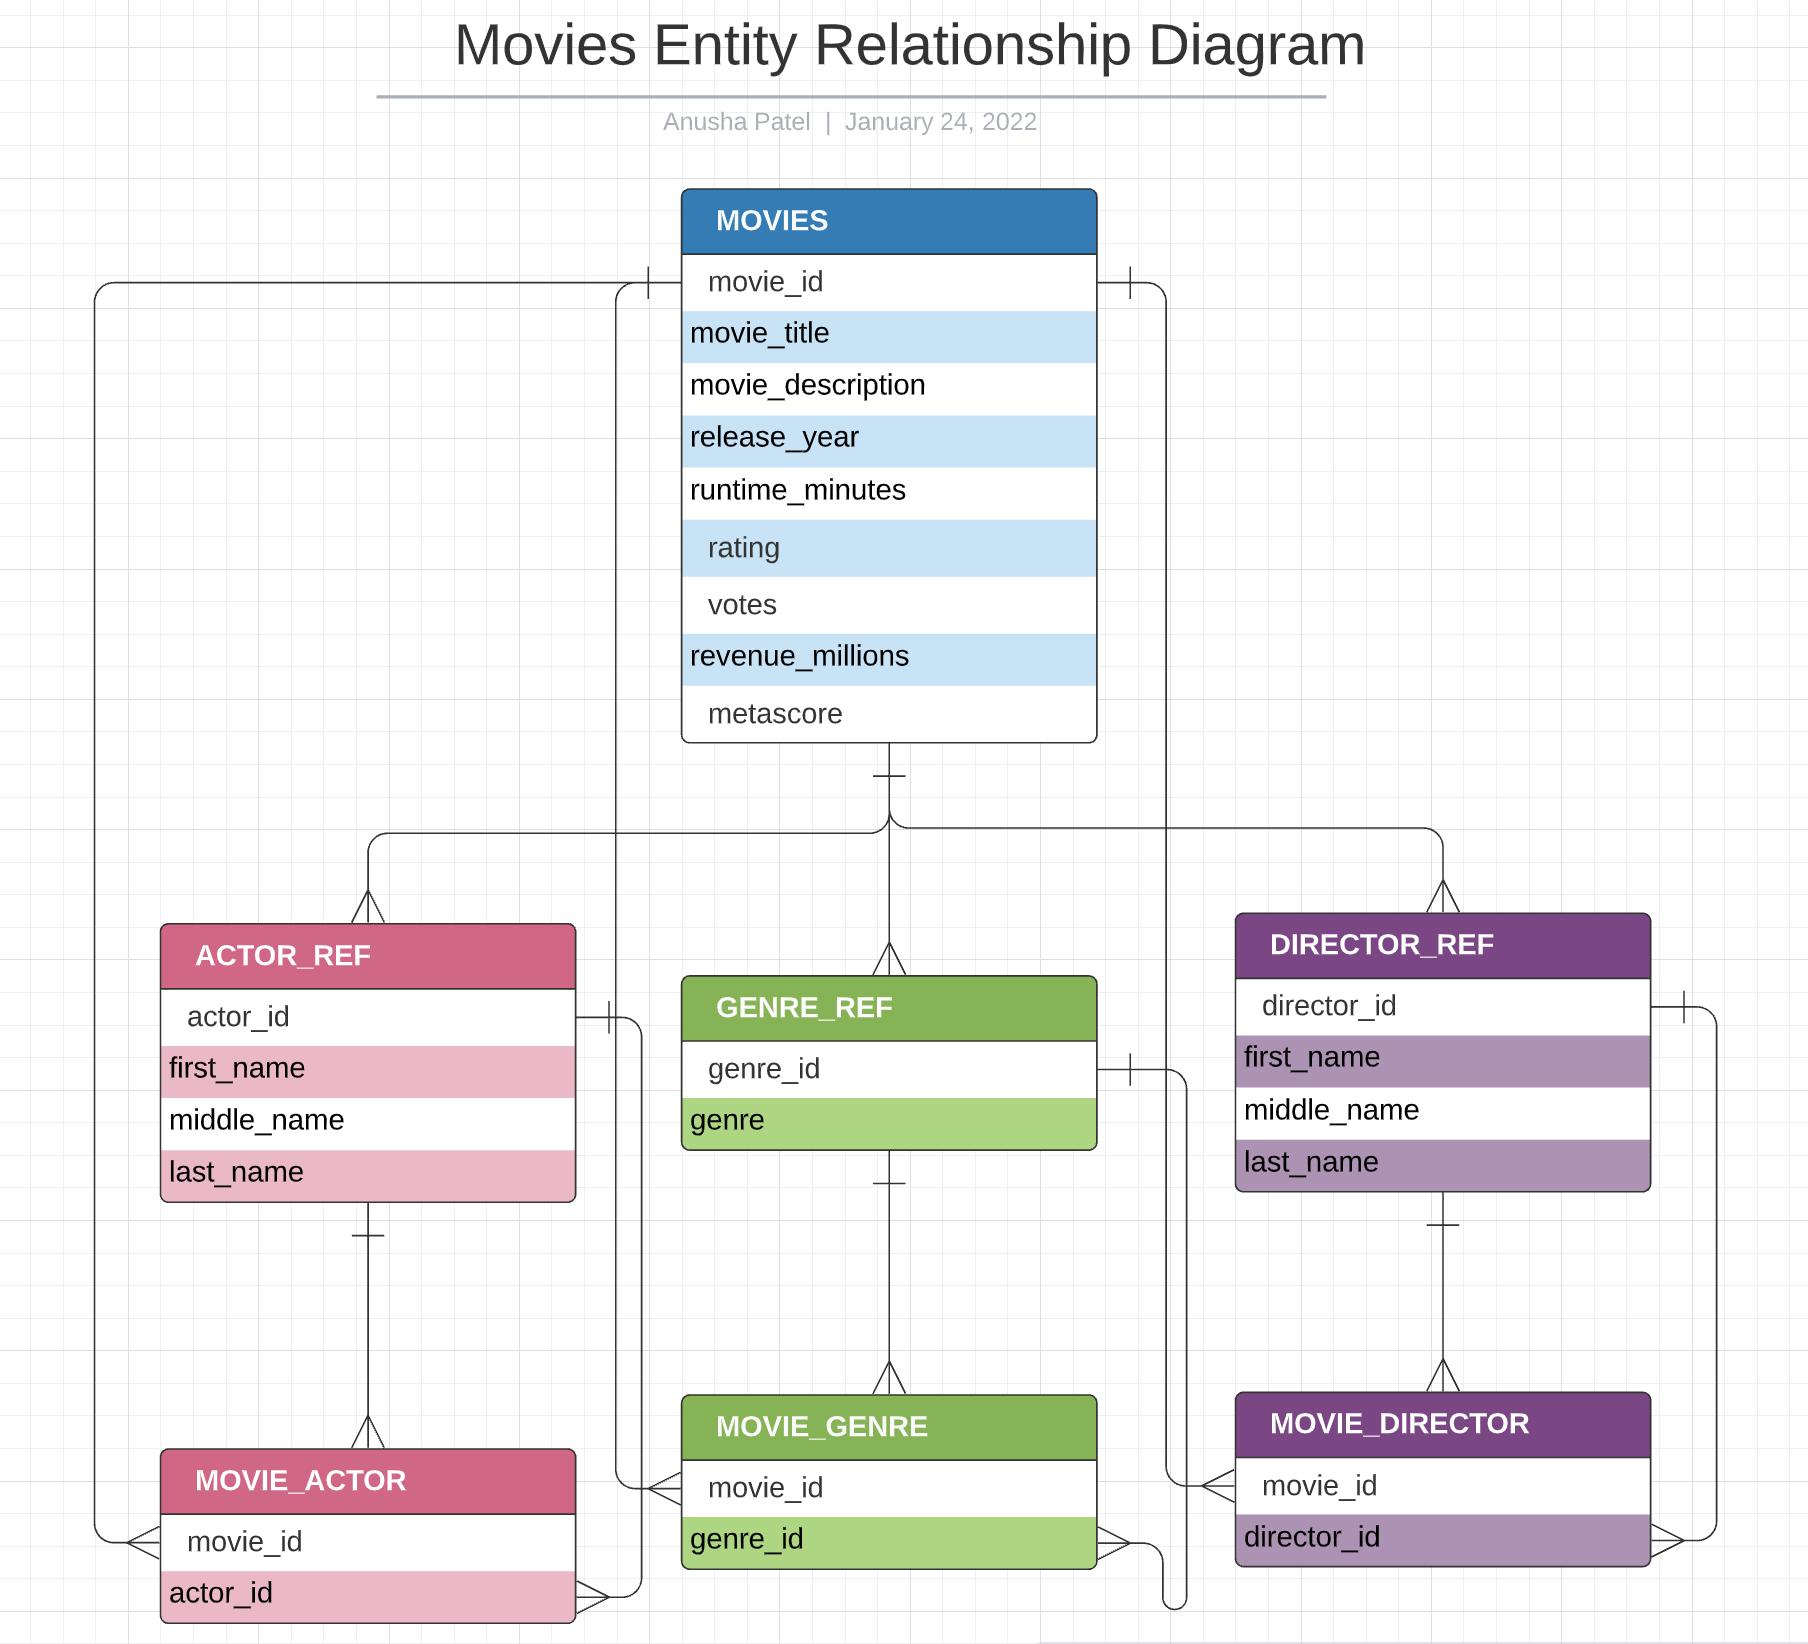 Movies Entity Relationship Diagram
Anusha Patel | January 24, 2022
MOVIES
movie_id
movie_title
movie_description
release_year
runtime_minutes
rating
votes
revenue_millions
metascore
ACTOR_REF
actor_id
first_name
middle_name
last_name
GENRE_REF
genre_id
genre
DIRECTOR_REF
director_id
first_name
middle_name
last_name
MOVIE_ACTOR
movie_id
actor_id
MOVIE_GENRE
movie_id
genre_id
MOVIE_DIRECTOR
movie_id
director_id